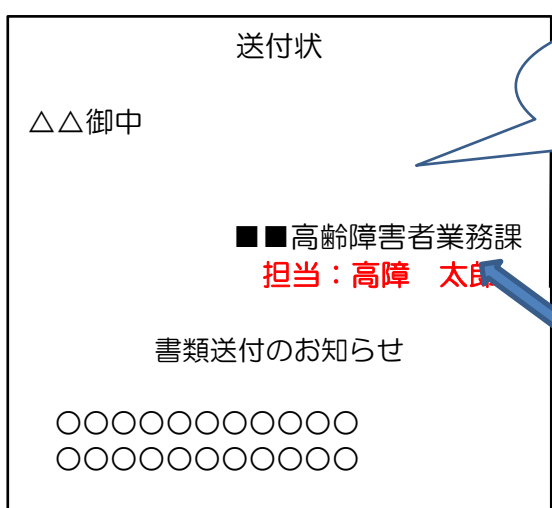 送付状
△△御中
■■高齢障害者業務課
担当：高障　太郎
書類送付のお知らせ
○○○○○○○○○○○
○○○○○○○○○○○